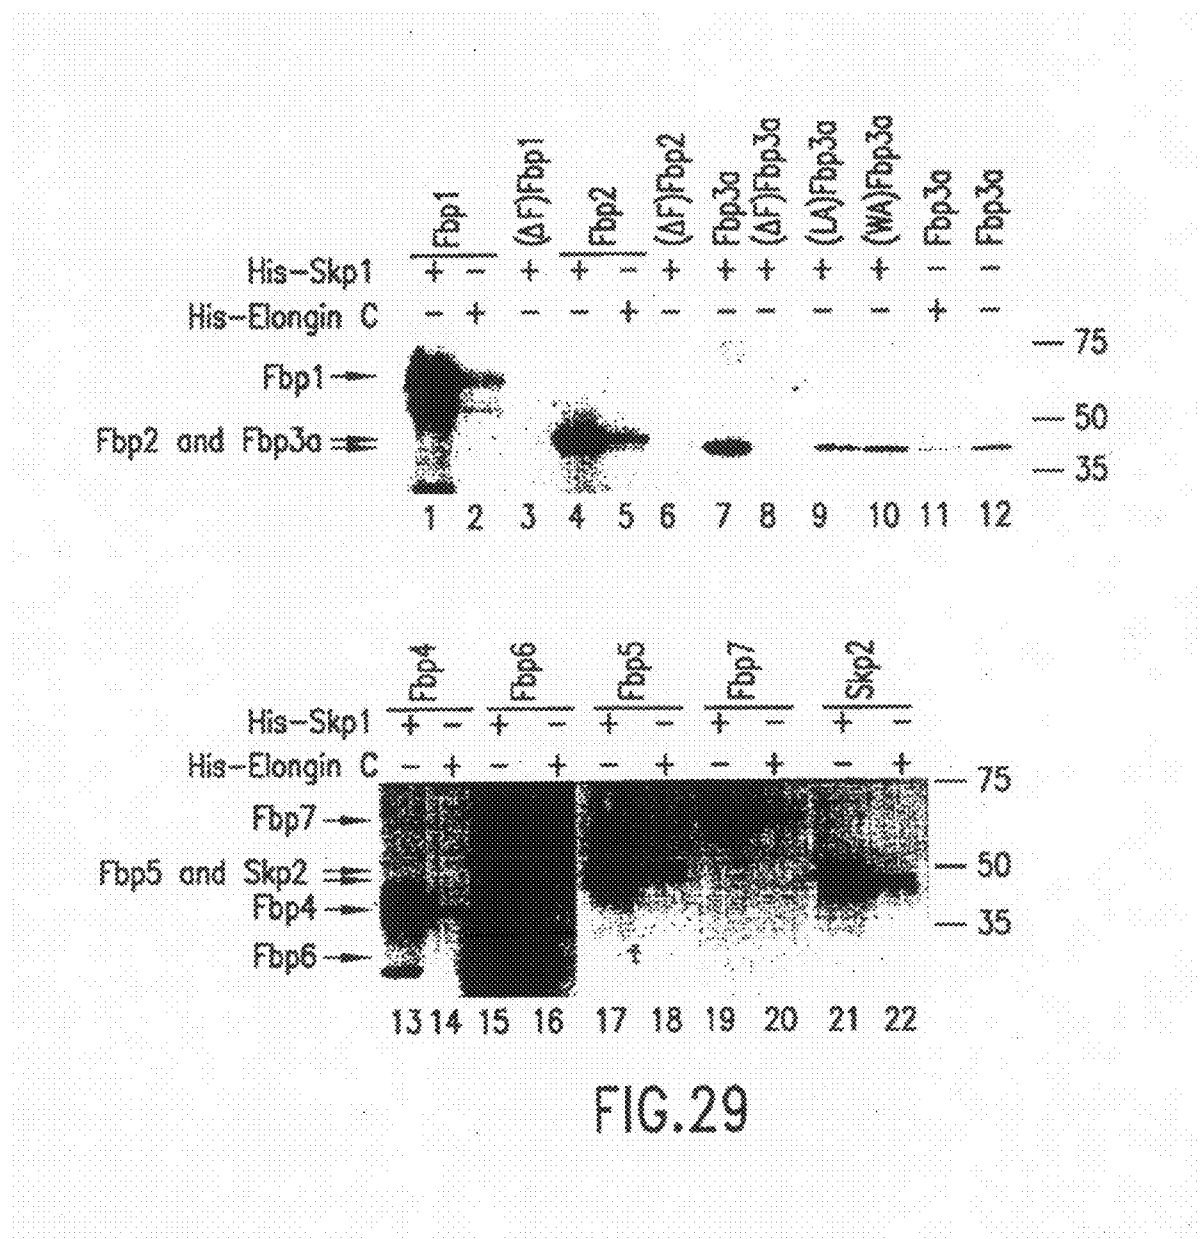 Fbp1 (ΔF)Fbp1 Fbp2 (ΔF)Fbp2 Fbp3a (ΔF)Fbp3a (LA)Fbp3a (WA)Fbp3a Fbp3a Fbp3a
His-Skp1 + - + + - + + + + + - -
His-Elongin C - + - - + - - - - - + -
75
Fbp1
50
Fbp2 and Fbp3a
35
1 2 3 4 5 6 7 8 9 10 11 12
Fbp4 Fbp6 Fbp5 Fbp7 Skp2
His-Skp1 + - + - + - + - + -
His-Elongin C - + - + - + - + - +
75
Fbp7
50
Fbp5 and Skp2
Fbp4
35
Fbp6
13 14 15 16 17 18 19 20 21 22
FIG.29